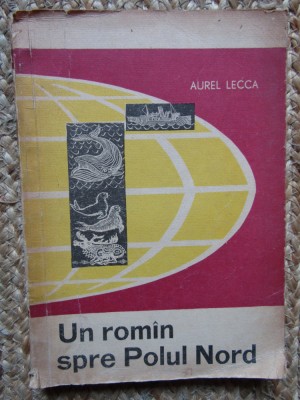 AUREL LECCA
Un romîn
spre Polul Nord